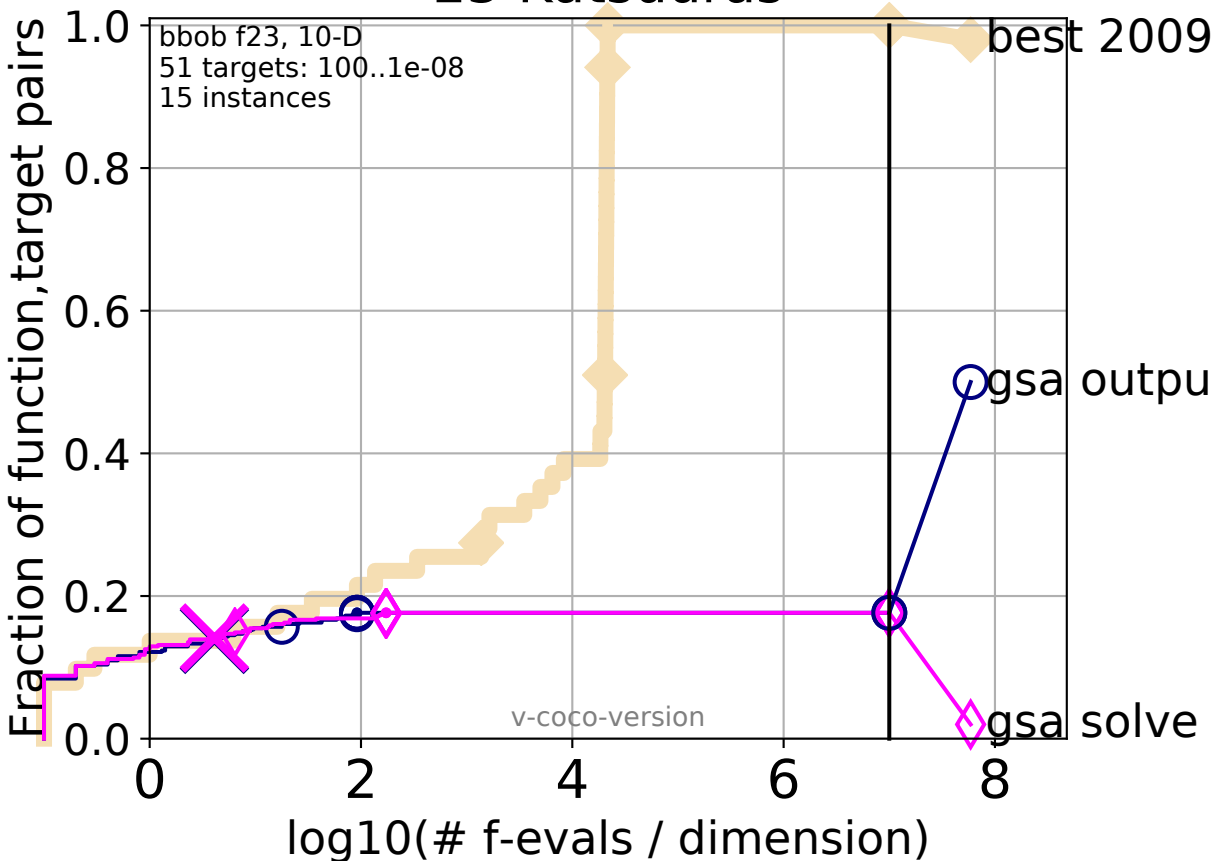 bbob f23, 10-D
51 targets: 100..1e-08
15 instances
Fraction of function,target pairs
1.0
0.8
0.6
0.4
0.2
0.0
best 2009
gsa outpu
gsa solve
v-coco-version
0
2
4
6
8
log10(# f-evals / dimension)